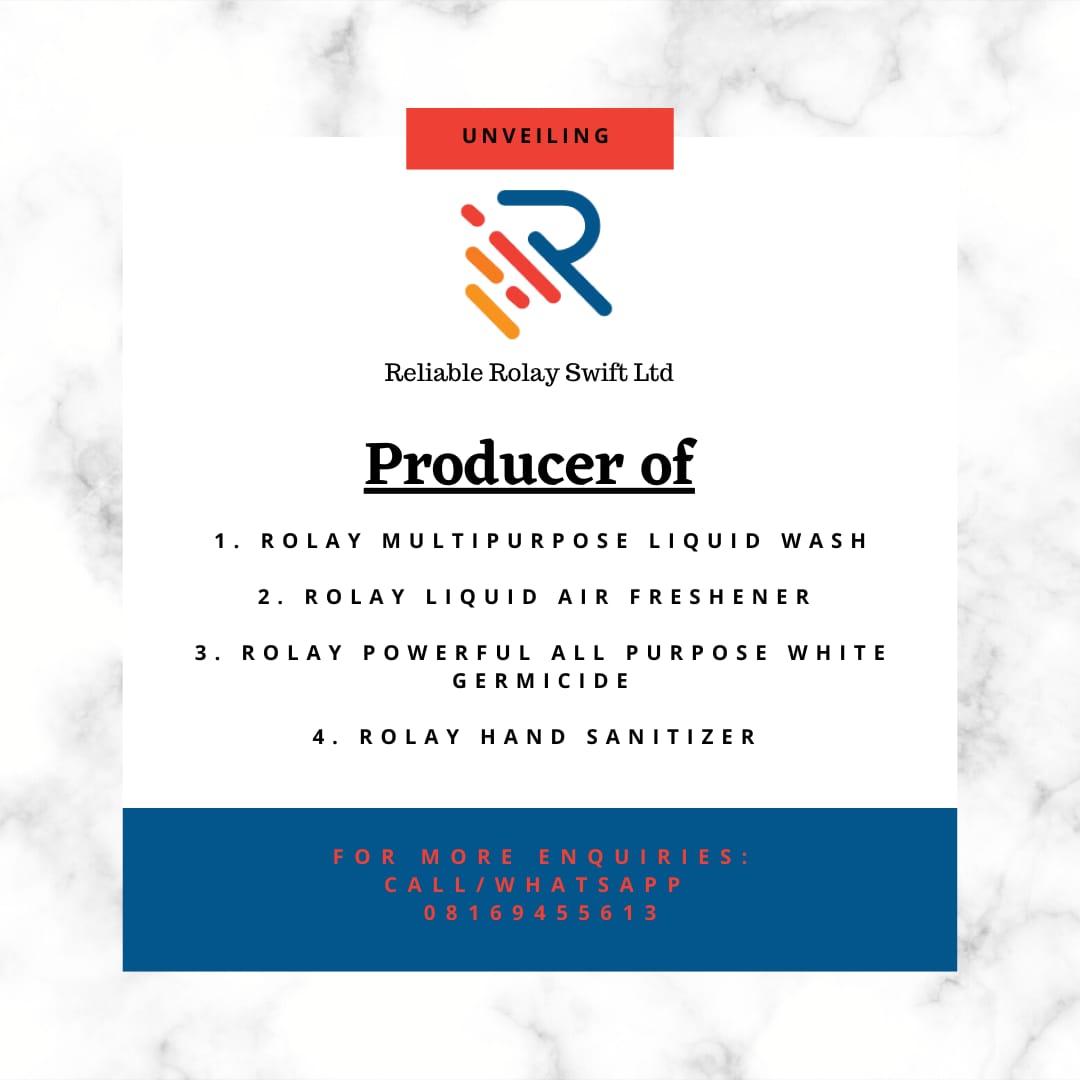 UNVEILING
Reliable Rolay Swift Ltd
Producer of
1. ROLAY MULTIPURPOSE LIQUID WASH
2. ROLAY LIQUID AIR FRESHENER
3. ROLAY POWERFUL ALL PURPOSE WHITE
GERMICIDE
4. ROLAY HAND SANITIZER
FOR MORE ENQUIRIES:
CALL/WHATSAPP
08169455613